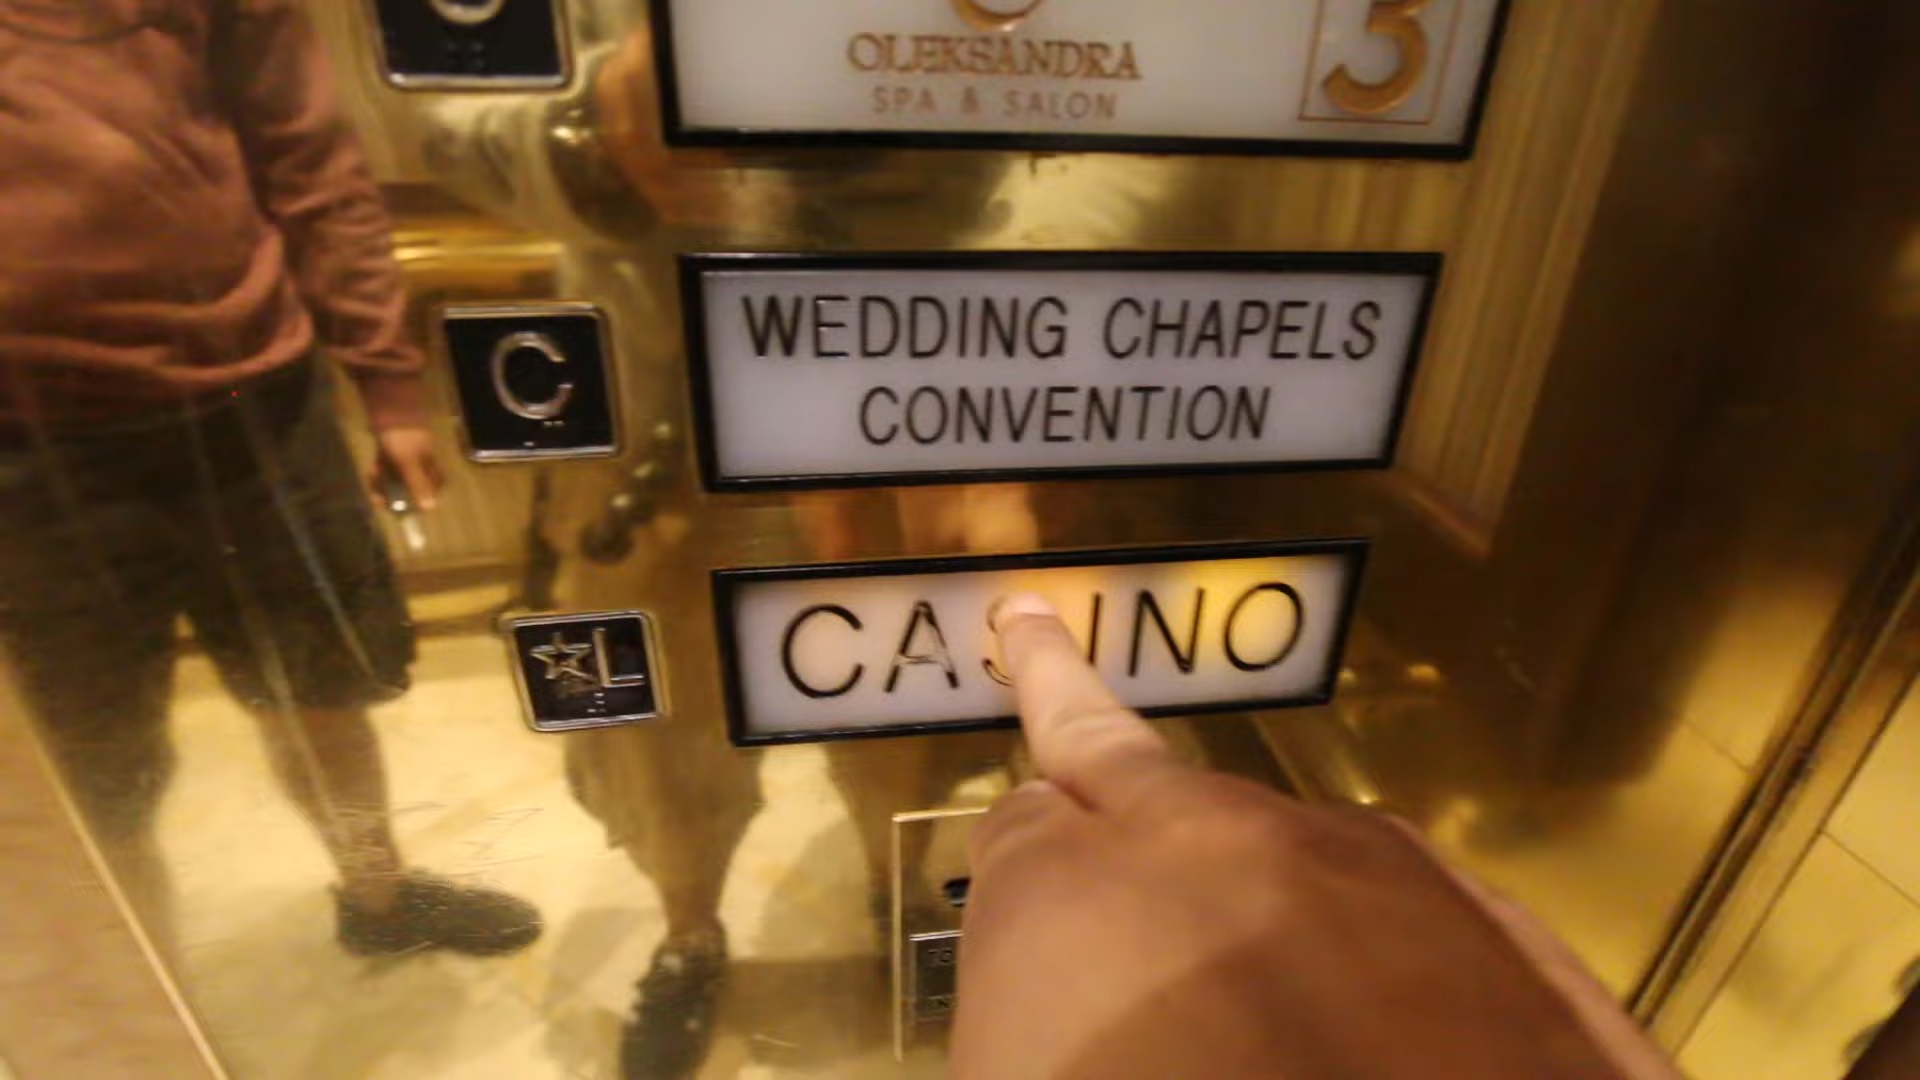 OLEKSANDRA
3
SPA & SALON
WEDDING CHAPELS
C
CONVENTION
CASINO
★L